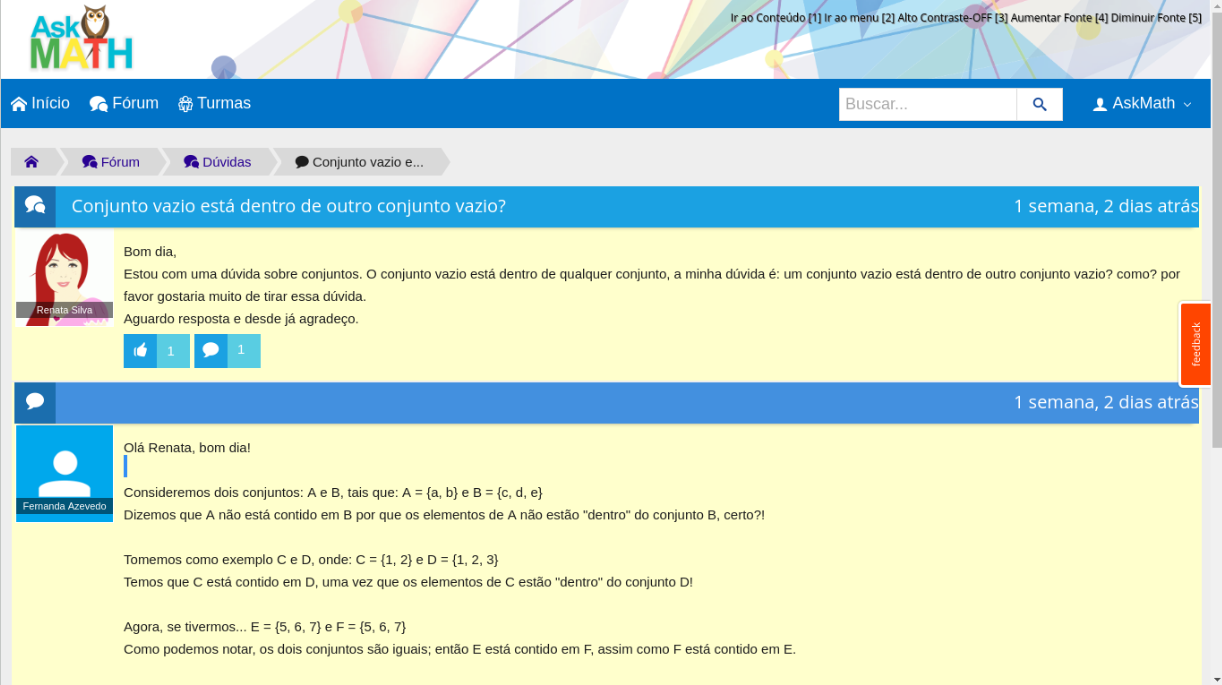 Ask
MATH
Ir ao Conteúdo [1] Ir ao menu [2] Alto Contraste-OFF [3] Aumentar Fonte [4] Diminuir Fonte [5]
Início Fórum Turmas Buscar... AskMath
Fórum Dúvidas Conjunto vazio e...
Conjunto vazio está dentro de outro conjunto vazio? 1 semana, 2 dias atrás
Bom dia,
Estou com uma dúvida sobre conjuntos. O conjunto vazio está dentro de qualquer conjunto, a minha dúvida é: um conjunto vazio está dentro de outro conjunto vazio? como? por
favor gostaria muito de tirar essa dúvida.
Aguardo resposta e desde já agradeço.
Renata Silva
1 1
feedback
1 semana, 2 dias atrás
Olá Renata, bom dia!
Consideremos dois conjuntos: A e B, tais que: A = {a, b} e B = {c, d, e}
Dizemos que A não está contido em B por que os elementos de A não estão "dentro" do conjunto B, certo?!
Fernanda Azevedo
Tomemos como exemplo C e D, onde: C = {1, 2} e D = {1, 2, 3}
Temos que C está contido em D, uma vez que os elementos de C estão "dentro" do conjunto D!
Agora, se tivermos... E = {5, 6, 7} e F = {5, 6, 7}
Como podemos notar, os dois conjuntos são iguais; então E está contido em F, assim como F está contido em E.